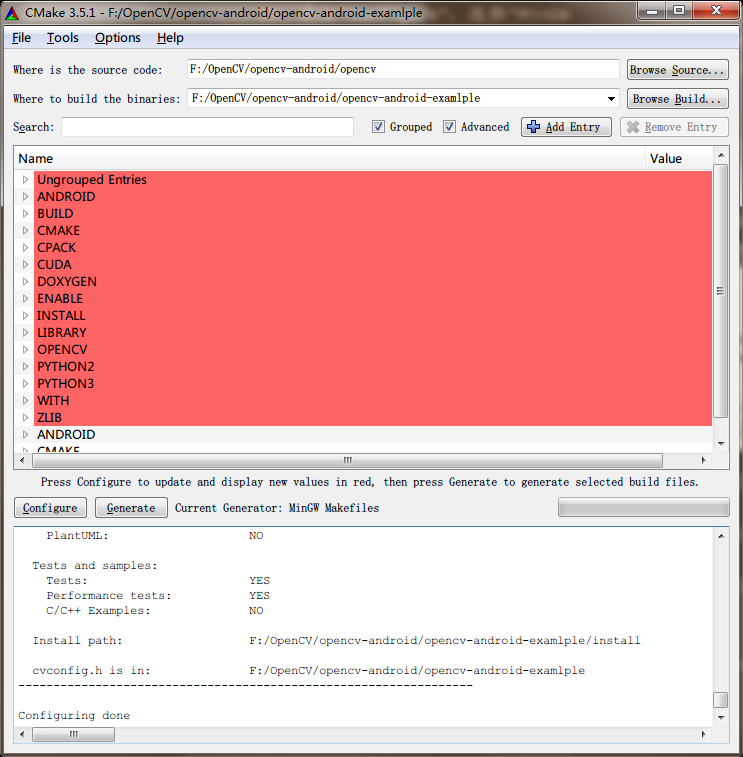 CMake 3.5.1 - F:/OpenCV/opencv-android/opencv-android-examlple
File Tools Options Help
Where is the source code: F:/OpenCV/opencv-android/opencv Browse Source...
Where to build the binaries: F:/OpenCV/opencv-android/opencv-android-examlple Browse Build...
Search: Grouped Advanced Add Entry Remove Entry
Name Value
Ungrouped Entries
ANDROID
BUILD
CMAKE
CPACK
CUDA
DOXYGEN
ENABLE
INSTALL
LIBRARY
OPENCV
PYTHON2
PYTHON3
WITH
ZLIB
ANDROID
CMAKE
Press Configure to update and display new values in red, then press Generate to generate selected build files.
Configure Generate Current Generator: MinGW Makefiles
PlantUML: NO
Tests and samples:
Tests: YES
Performance tests: YES
C/C++ Examples: NO
Install path: F:/OpenCV/opencv-android/opencv-android-examlple/install
cvconfig.h is in: F:/OpenCV/opencv-android/opencv-android-examlple
-----------------------------------------------------------------
Configuring done